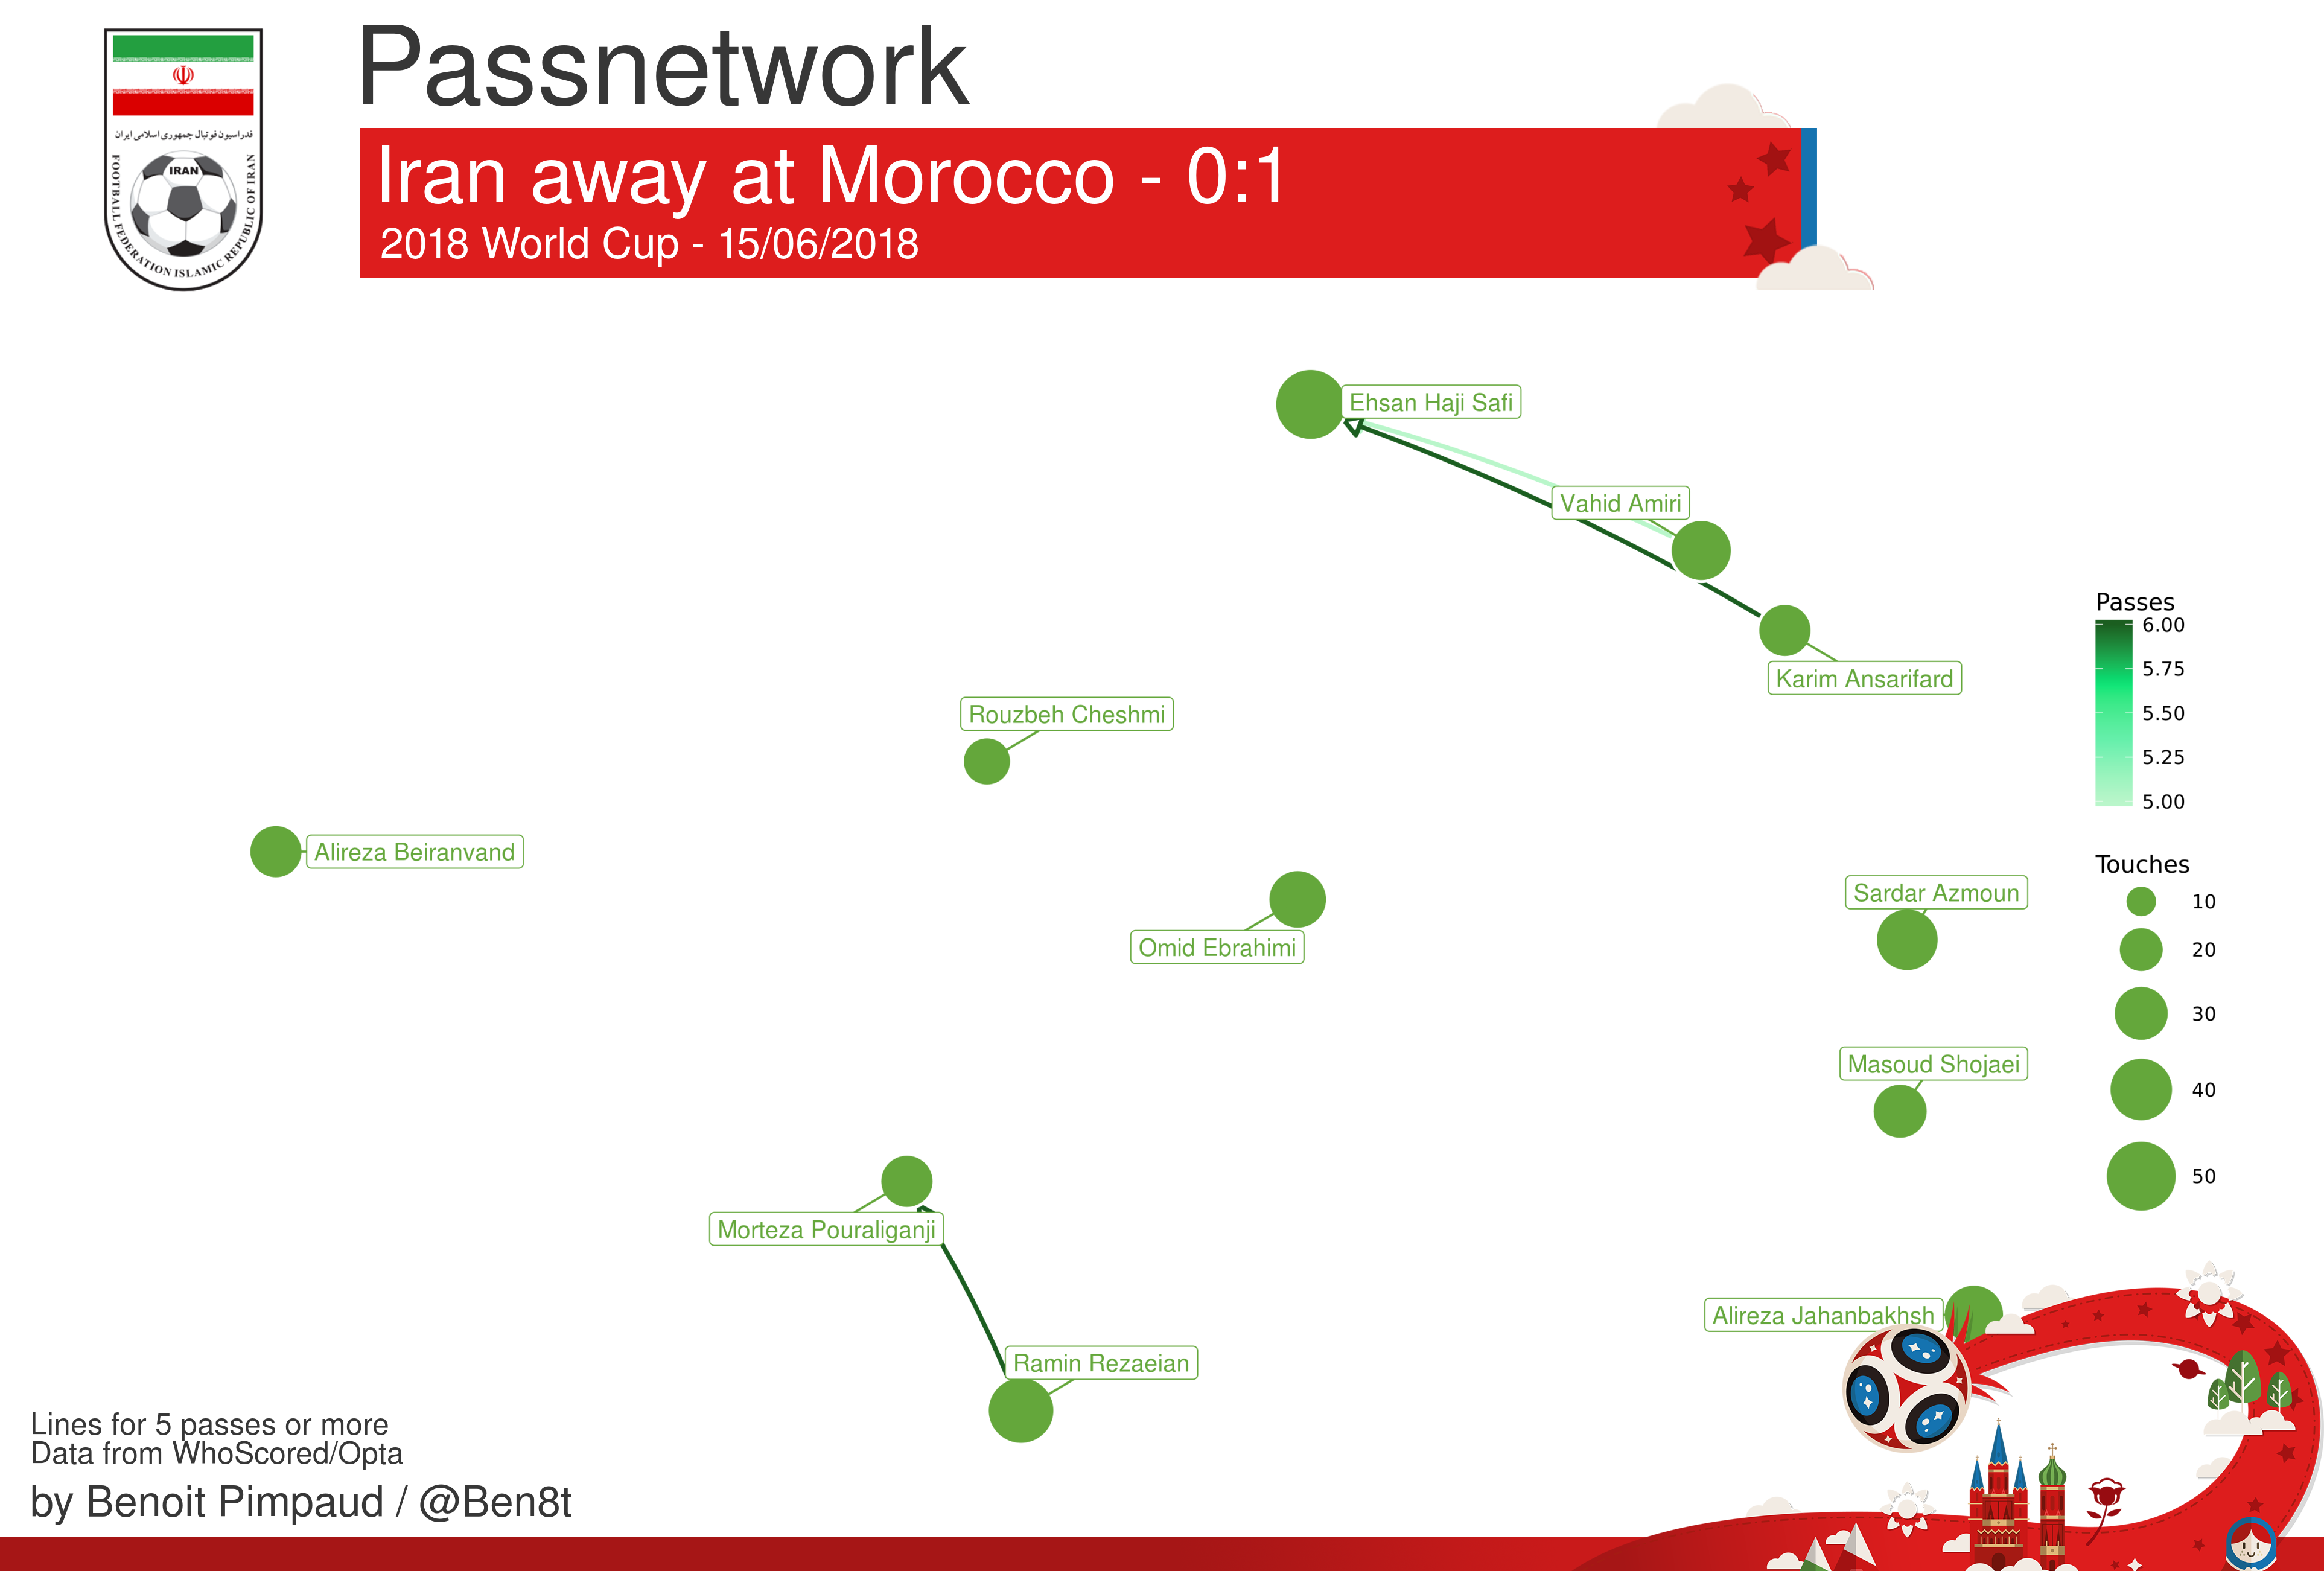 Passnetwork
فدراسیون فوتبال جمهوری اسلامی ایران
IRAN
FOOTBALL FEDERATION ISLAMIC REPUBLIC OF IRAN
Iran away at Morocco - 0:1
2018 World Cup - 15/06/2018
Ehsan Haji Safi
Vahid Amiri
Karim Ansarifard
Rouzbeh Cheshmi
Alireza Beiranvand
Omid Ebrahimi
Sardar Azmoun
Masoud Shojaei
Morteza Pouraliganji
Alireza Jahanbakhsh
Ramin Rezaeian
Passes
6.00
5.75
5.50
5.25
5.00
Touches
10
20
30
40
50
Lines for 5 passes or more
Data from WhoScored/Opta
by Benoit Pimpaud / @Ben8t